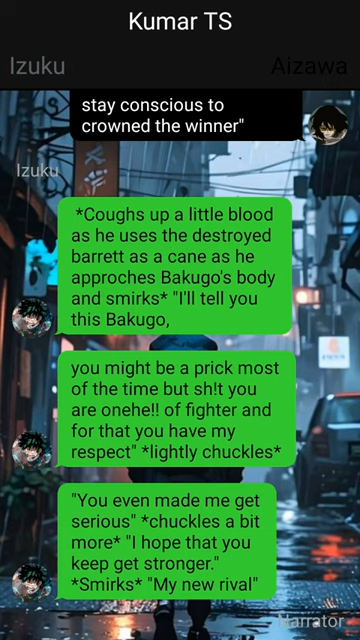 Kumar TS
Izuku Aizawa
stay conscious to
crowned the winner"
Izuku
*Coughs up a little blood
as he uses the destroyed
barrett as a cane as he
approches Bakugo's body
and smirks* "I'll tell you
this Bakugo,
you might be a prick most
of the time but sh!t you
are onehe!! of fighter and
for that you have my
respect" *lightly chuckles*
"You even made me get
serious" *chuckles a bit
more* "I hope that you
keep get stronger."
*Smirks* "My new rival"
Narrator